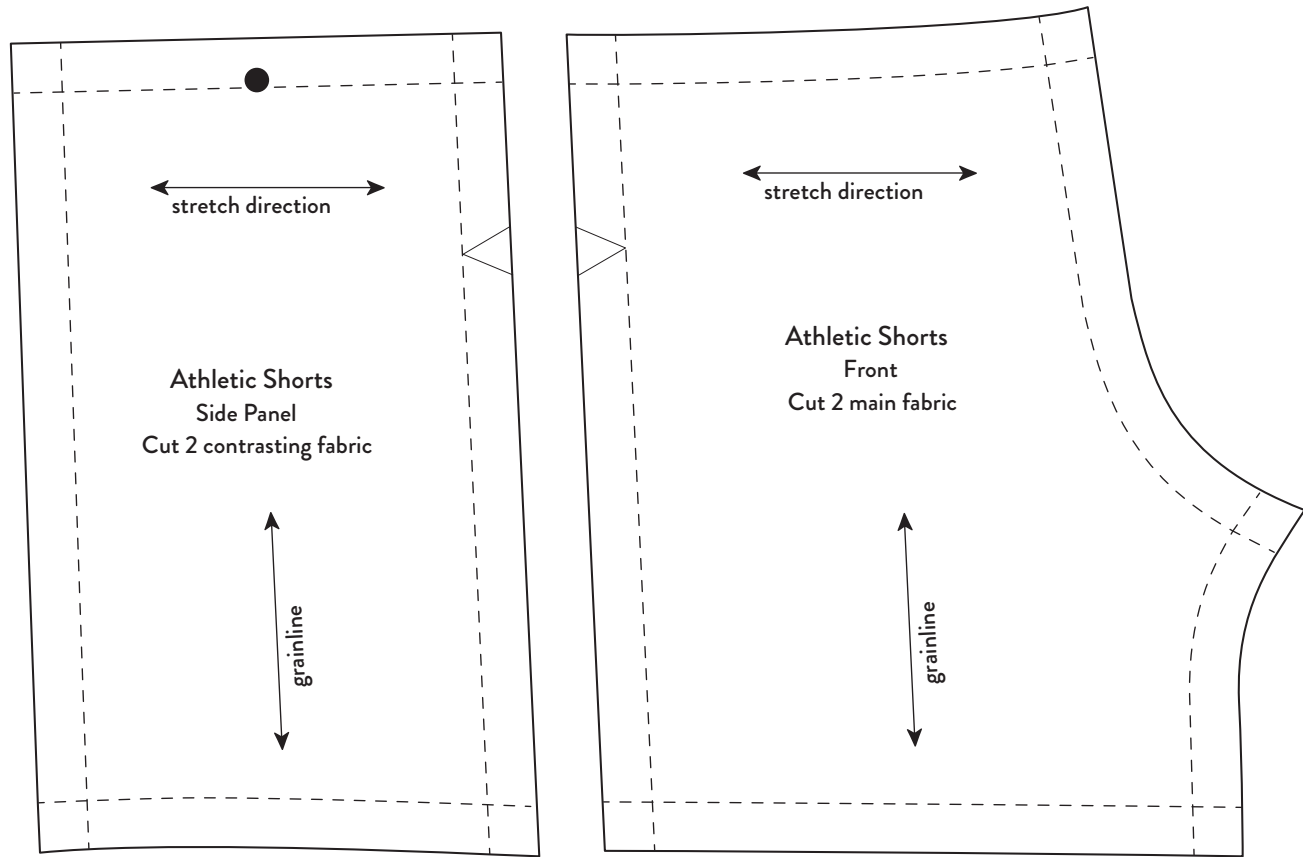 stretch direction
Athletic Shorts
Side Panel
Cut 2 contrasting fabric
grainline
stretch direction
Athletic Shorts
Front
Cut 2 main fabric
grainline